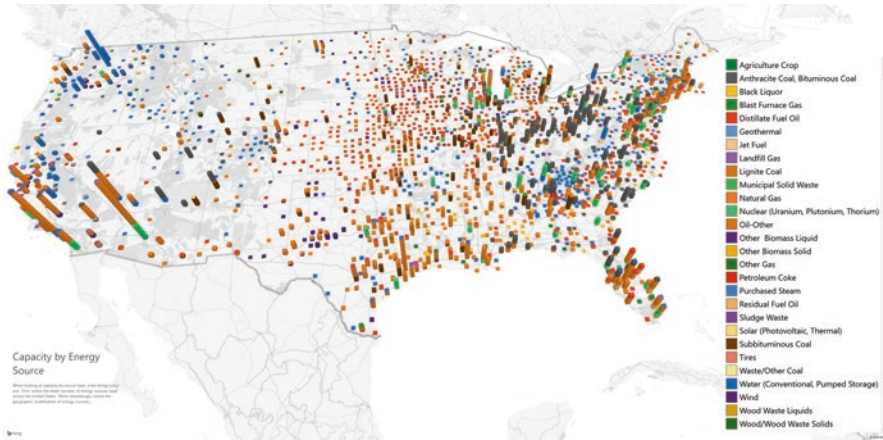 Agriculture Crop
Anthracite Coal, Bituminous Coal
Black Liquor
Blast Furnace Gas
Distillate Fuel Oil
Geothermal
Jet Fuel
Landfill Gas
Lignite Coal
Municipal Solid Waste
Natural Gas
Nuclear (Uranium, Plutonium, Thorium)
Oil-Other
Other Biomass Liquid
Other Biomass Solid
Other Gas
Petroleum Coke
Purchased Steam
Residual Fuel Oil
Sludge Waste
Solar (Photovoltaic, Thermal)
Subbituminous Coal
Tires
Waste/Other Coal
Water (Conventional, Pumped Storage)
Wind
Wood Waste Liquids
Wood/Wood Waste Solids
Capacity by Energy
Source
bing